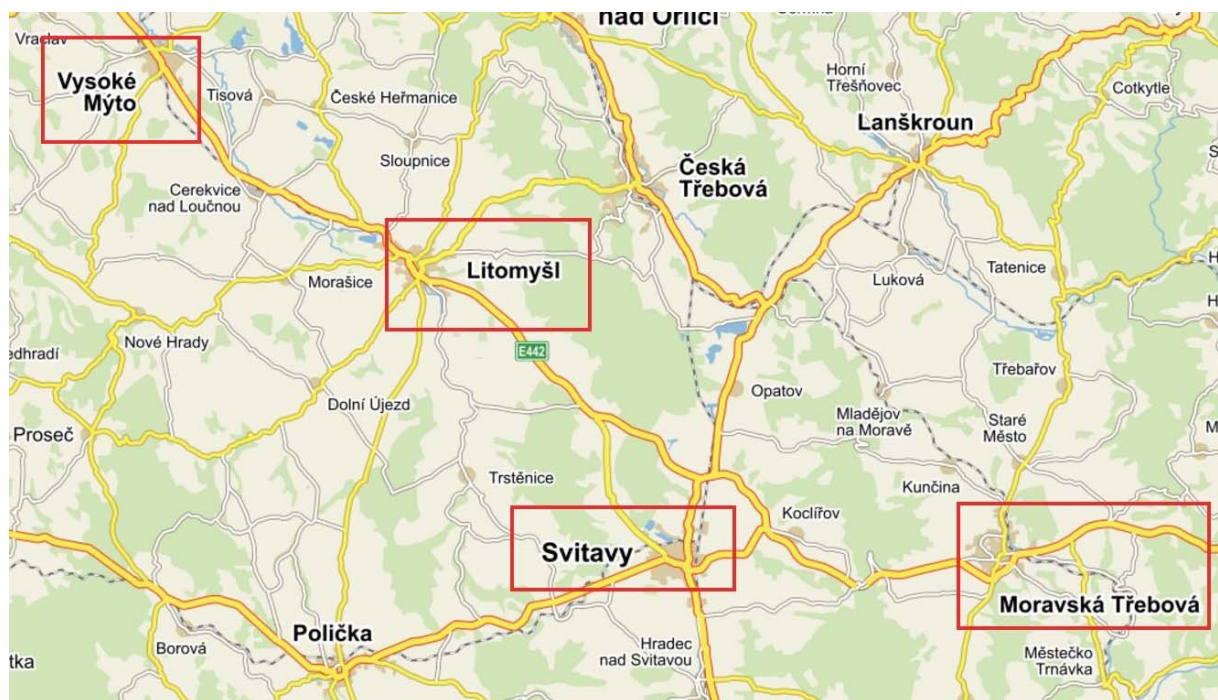 nad Orlicí
Vraclav
Vysoké
Mýto
Tisová
České Heřmanice
Sloupnice
Horní
Třešňovec
Cotkytle
Lanškroun
Česká
Třebová
Cerekvice
nad Loučnou
Litomyšl
Morašice
Luková
Tatenice
Nové Hrady
E442
Dolní Újezd
Opatov
Třebařov
Mladějov
na Moravě
Staré
Město
Proseč
Trstěnice
Kunčina
Koclířov
Svitavy
Moravská Třebová
Polička
Borová
Hradec
nad Svitavou
Městečko
Trnávka